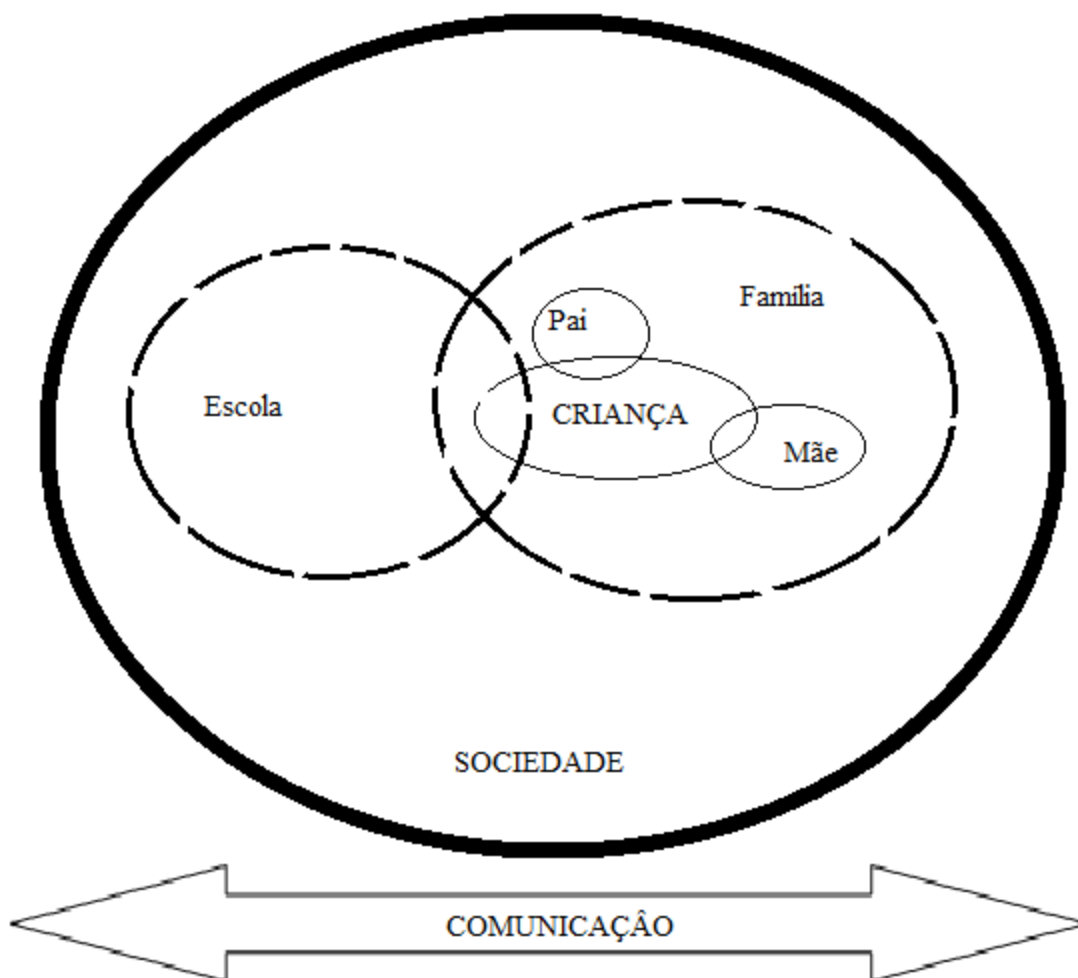 Família
Pai
Escola
CRIANÇA
Mãe
SOCIEDADE
COMUNICAÇÂO